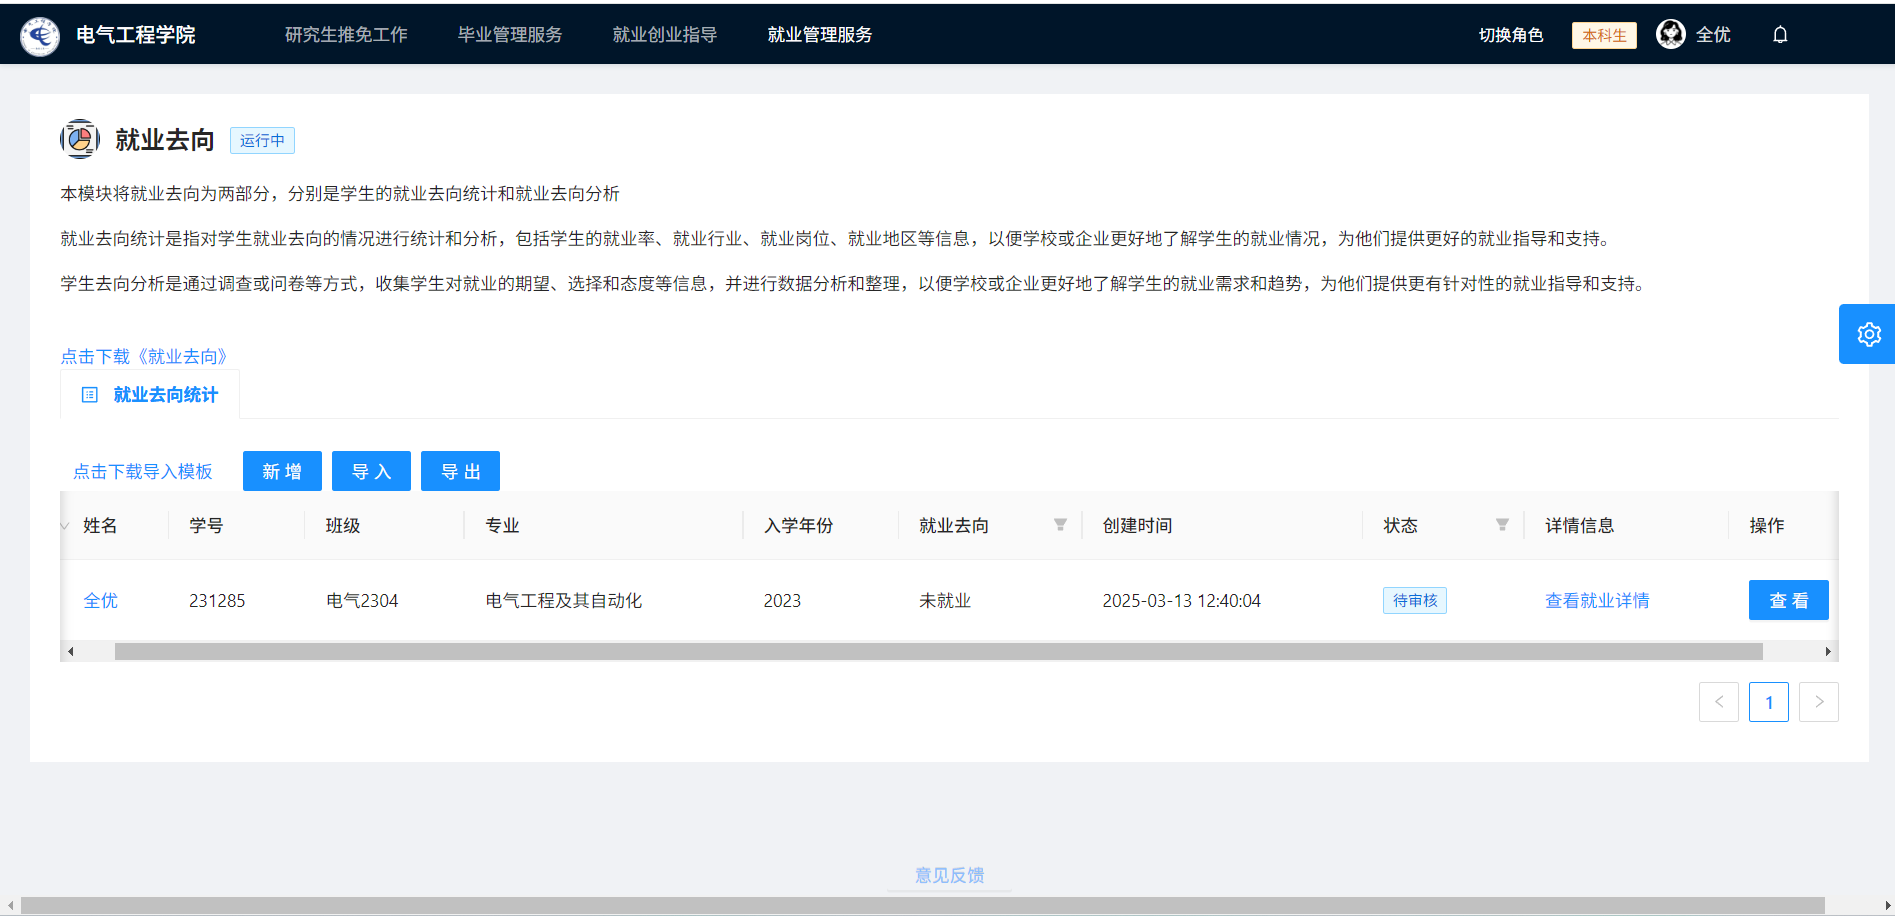 电气工程学院 研究生推免工作 毕业管理服务 就业创业指导 就业管理服务 切换角色 本科生 全优
就业去向 运行中
本模块将就业去向为两部分，分别是学生的就业去向统计和就业去向分析
就业去向统计是指对学生就业去向的情况进行统计和分析，包括学生的就业率、就业行业、就业岗位、就业地区等信息，以便学校或企业更好地了解学生的就业情况，为他们提供更好的就业指导和支持。
学生去向分析是通过调查或问卷等方式，收集学生对就业的期望、选择和态度等信息，并进行数据分析和整理，以便学校或企业更好地了解学生的就业需求和趋势，为他们提供更有针对性的就业指导和支持。
点击下载《就业去向》
就业去向统计
点击下载导入模板 新 增 导 入 导 出
姓名 学号 班级 专业 入学年份 就业去向 创建时间 状态 详情信息 操作
全优 231285 电气2304 电气工程及其自动化 2023 未就业 2025-03-13 12:40:04 待审核 查看就业详情 查 看
1
意见反馈